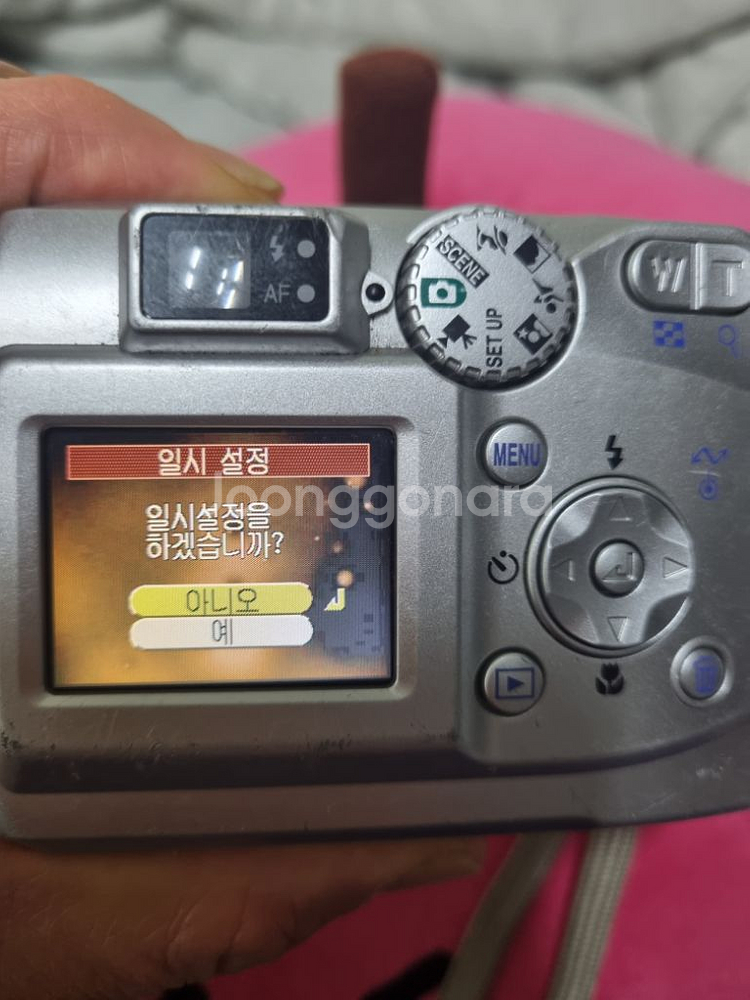 AF
SCENE
SET UP
W T
MENU
일시 설정
일시설정을
하겠습니까?
아니오
예
Joonggonara